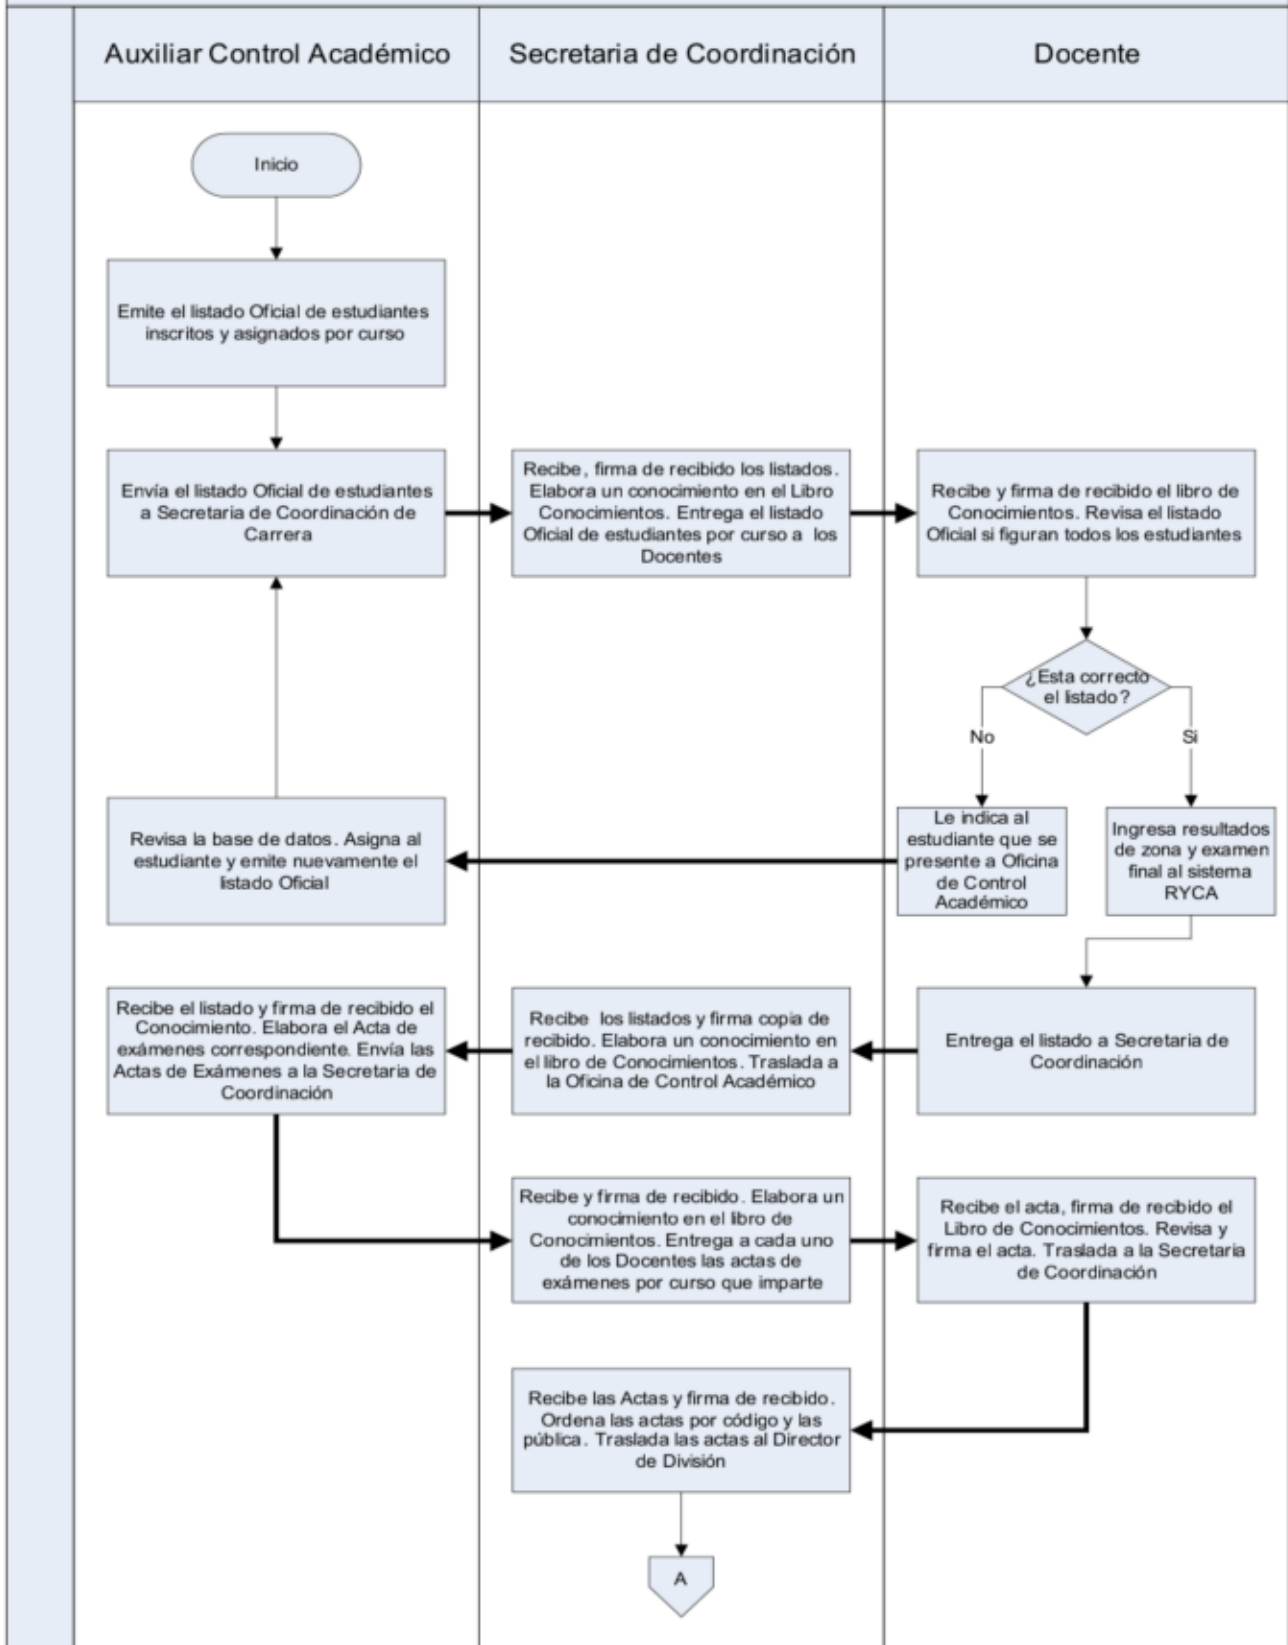 Auxiliar Control Académico
Secretaria de Coordinación
Docente
Inicio
Emite el listado Oficial de estudiantes
inscritos y asignados por curso
Envía el listado Oficial de estudiantes
a Secretaria de Coordinación de
Carrera
Recibe, firma de recibido los listados.
Elabora un conocimiento en el Libro
Conocimientos. Entrega el listado
Oficial de estudiantes por curso a los
Docentes
Recibe y firma de recibido el libro de
Conocimientos. Revisa el listado
Oficial si figuran todos los estudiantes
¿Esta correcto
el listado?
No
Si
Revisa la base de datos. Asigna al
estudiante y emite nuevamente el
listado Oficial
Le indica al
estudiante que se
presente a Oficina
de Control
Académico
Ingresa resultados
de zona y examen
final al sistema
RYCA
Recibe el listado y firma de recibido el
Conocimiento. Elabora el Acta de
exámenes correspondiente. Envía las
Actas de Exámenes a la Secretaria de
Coordinación
Recibe los listados y firma copia de
recibido. Elabora un conocimiento en
el libro de Conocimientos. Traslada a
la Oficina de Control Académico
Entrega el listado a Secretaria de
Coordinación
Recibe y firma de recibido. Elabora un
conocimiento en el libro de
Conocimientos. Entrega a cada uno
de los Docentes las actas de
exámenes por curso que imparte
Recibe el acta, firma de recibido el
Libro de Conocimientos. Revisa y
firma el acta. Traslada a la Secretaria
de Coordinación
Recibe las Actas y firma de recibido.
Ordena las actas por código y las
pública. Traslada las actas al Director
de División
A